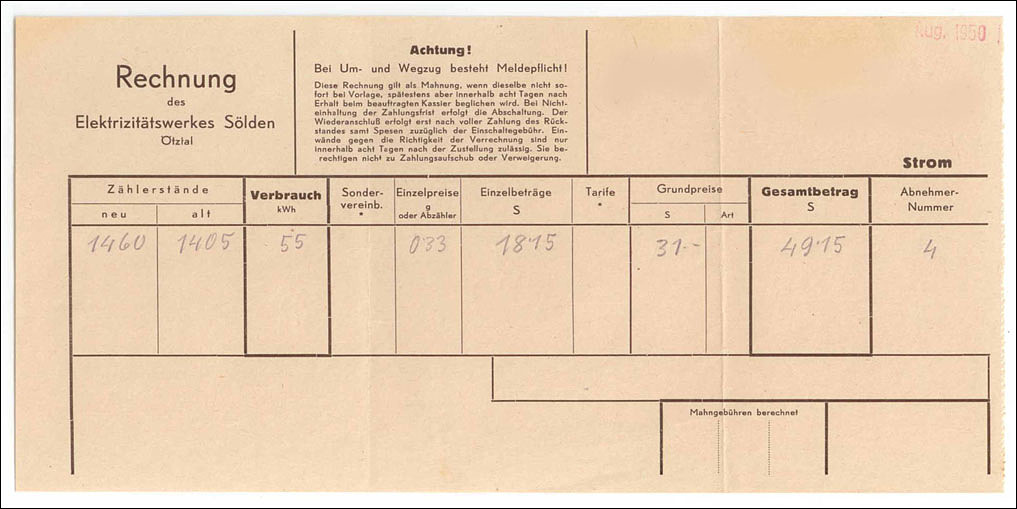 Aug. 1950
Rechnung
des
Elektrizitätswerkes Sölden
Ötztal
Achtung!
Bei Um- und Wegzug besteht Meldepflicht!
Diese Rechnung gilt als Mahnung, wenn dieselbe nicht so-
fort bei Vorlage, spätestens aber innerhalb acht Tagen nach
Erhalt beim beauftragten Kassier beglichen wird. Bei Nicht-
einhaltung der Zahlungsfrist erfolgt die Abschaltung. Der
Wiederanschluß erfolgt erst nach voller Zahlung des Rück-
standes samt Spesen zuzüglich der Einschaltegebühr. Ein-
wände gegen die Richtigkeit der Verrechnung sind nur
innerhalb acht Tagen nach der Zustellung zulässig. Sie be-
rechtigen nicht zu Zahlungsaufschub oder Verweigerung.
Strom
Zählerstände
neu alt
Verbrauch
kWh
Sonder-
vereinb.
*
Einzelpreise
g
oder Abzähler
Einzelbeträge
S
Tarife
*
Grundpreise
S Art
Gesamtbetrag
S
Abnehmer-
Nummer
1460 1405 55 0·33 18·15 31·- 49·15 4
Mahngebühren berechnet